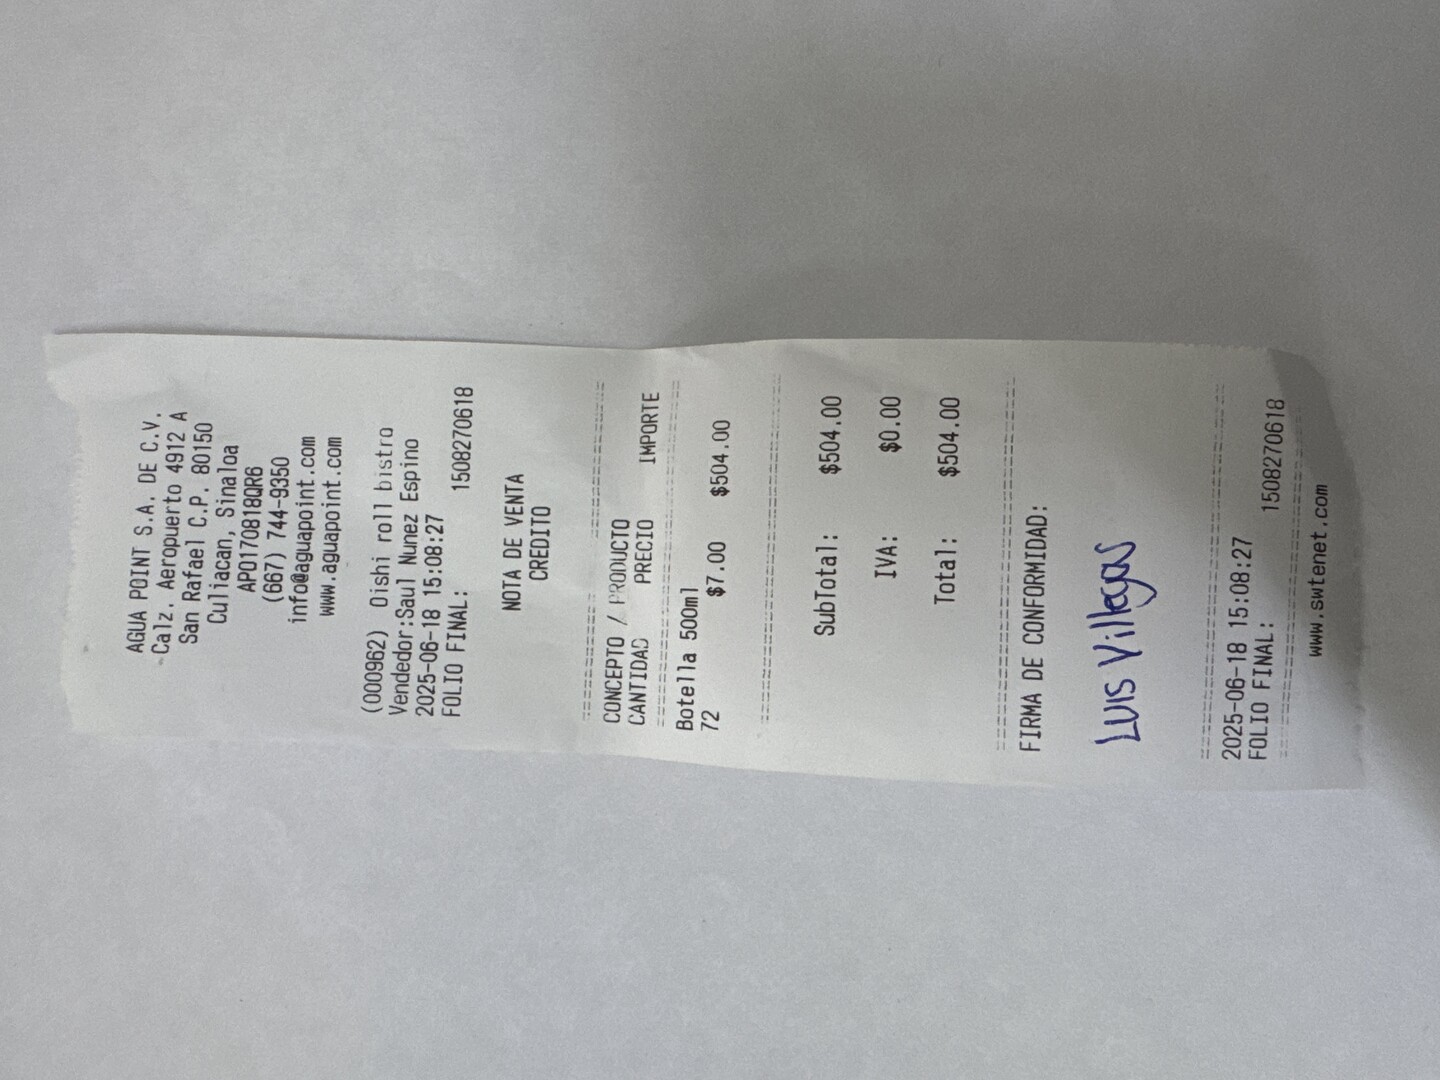 AGUA POINT S.A. DE C.V.
Calz. Aeropuerto 4912 A
San Rafael C.P. 80150
Culiacan, Sinaloa
APO170818QR6
(667) 744-9350
info@aguapoint.com
www.aguapoint.com
(000962) Oishi roll bistro
Vendedor:Saul Nunez Espino
2025-06-18 15:08:27
FOLIO FINAL: 1508270618
NOTA DE VENTA
CREDITO
CONCEPTO / PRODUCTO
CANTIDAD PRECIO IMPORTE
Botella 500ml
72 $7.00 $504.00
SubTotal: $504.00
IVA: $0.00
Total: $504.00
FIRMA DE CONFORMIDAD:
Luis Villegas
2025-06-18 15:08:27
FOLIO FINAL: 1508270618
www.swtenet.com